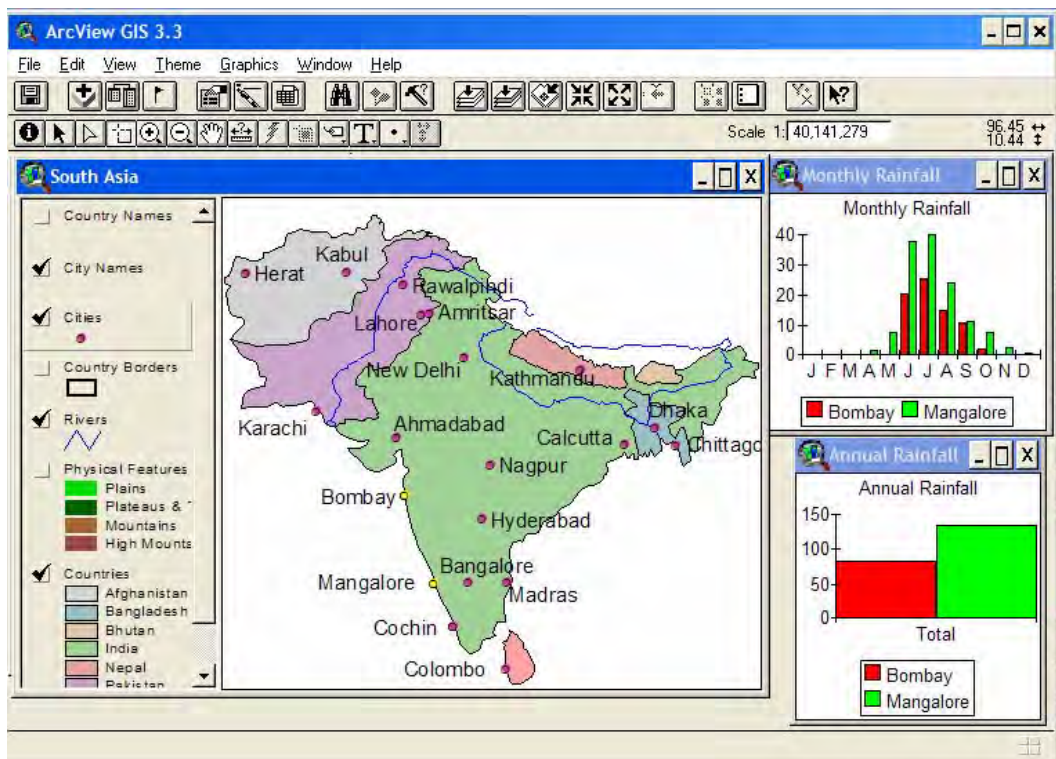 ArcView GIS 3.3
File Edit View Theme Graphics Window Help
Scale 1: 40,141,279
96.45
10.44
South Asia
Country Names
City Names
Cities
Country Borders
Rivers
Physical Features
Plains
Plateaus &
Mountains
High Mounts
Countries
Afghanistan
Bangladesh
Bhutan
India
Nepal
Pakistan
Kabul
Herat
Rawalpihdi
Lahore
Amritsar
New Delhi
Kathmandu
Karachi
Ahmadabad
Dhaka
Calcutta
Chittagc
Nagpur
Bombay
Hyderabad
Mangalore
Bangalore
Madras
Cochin
Colombo
Monthly Rainfall
Monthly Rainfall
40
30
20
10
0
J F M A M J J A S O N D
Bombay Mangalore
Annual Rainfall
Annual Rainfall
150
100
50
0
Total
Bombay
Mangalore